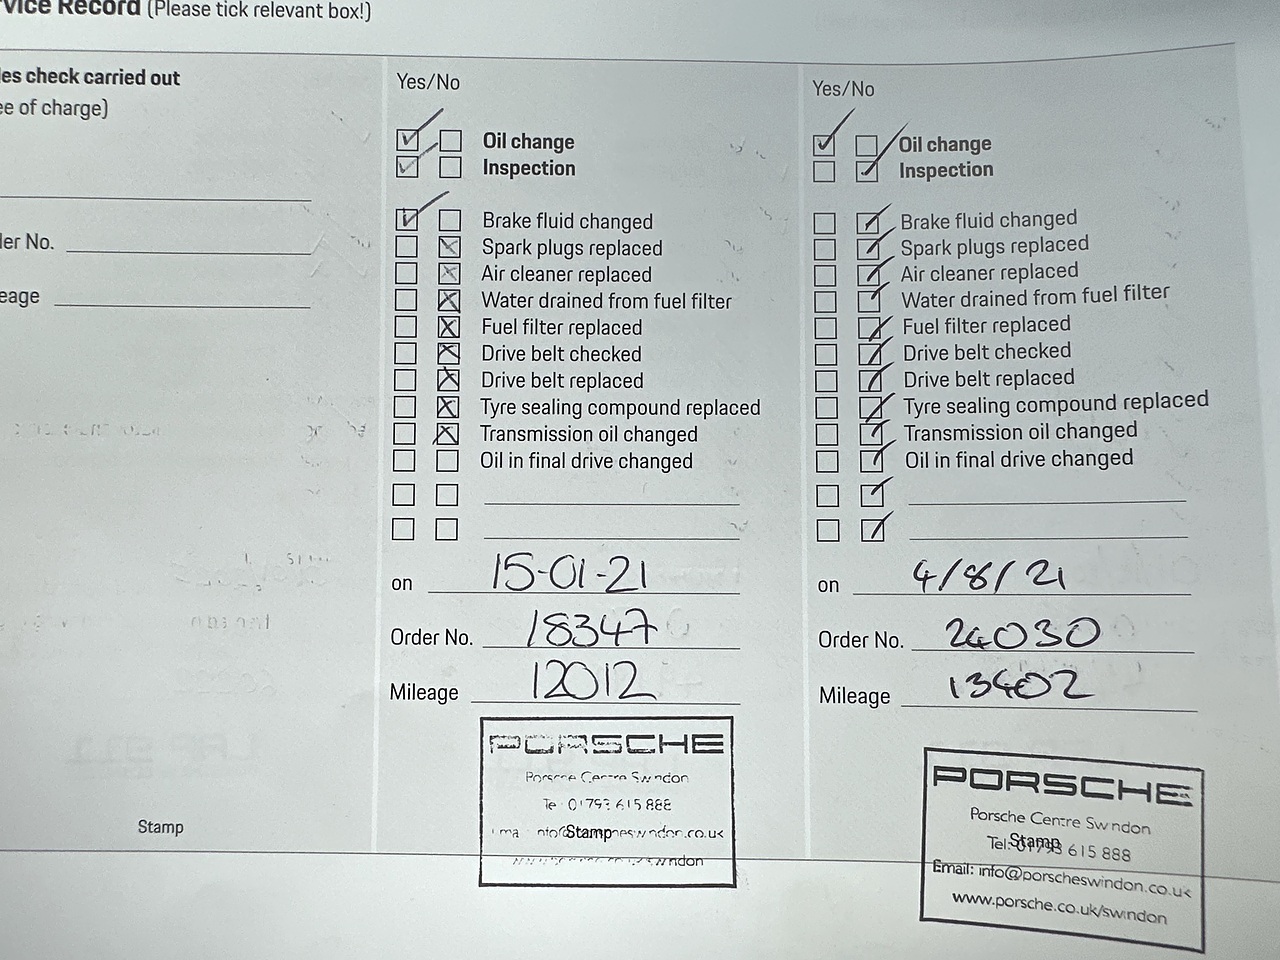 vice Record (Please tick relevant box!)
es check carried out
ee of charge)
er No.
eage
Stamp
Yes/No
Oil change
Inspection
Brake fluid changed
Spark plugs replaced
Air cleaner replaced
Water drained from fuel filter
Fuel filter replaced
Drive belt checked
Drive belt replaced
Tyre sealing compound replaced
Transmission oil changed
Oil in final drive changed
on 15-01-21
Order No. 18347
Mileage 12012
PORSCHE
Porsche Centre Swindon
Te 01793 615 888
Stamp
Yes/No
Oil change
Inspection
Brake fluid changed
Spark plugs replaced
Air cleaner replaced
Water drained from fuel filter
Fuel filter replaced
Drive belt checked
Drive belt replaced
Tyre sealing compound replaced
Transmission oil changed
Oil in final drive changed
on 4/8/21
Order No. 24030
Mileage 13402
PORSCHE
Porsche Centre Swindon
Tel: 01793 615 888
Stamp
Email: info@porscheswindon.co.uk
www.porsche.co.uk/swindon